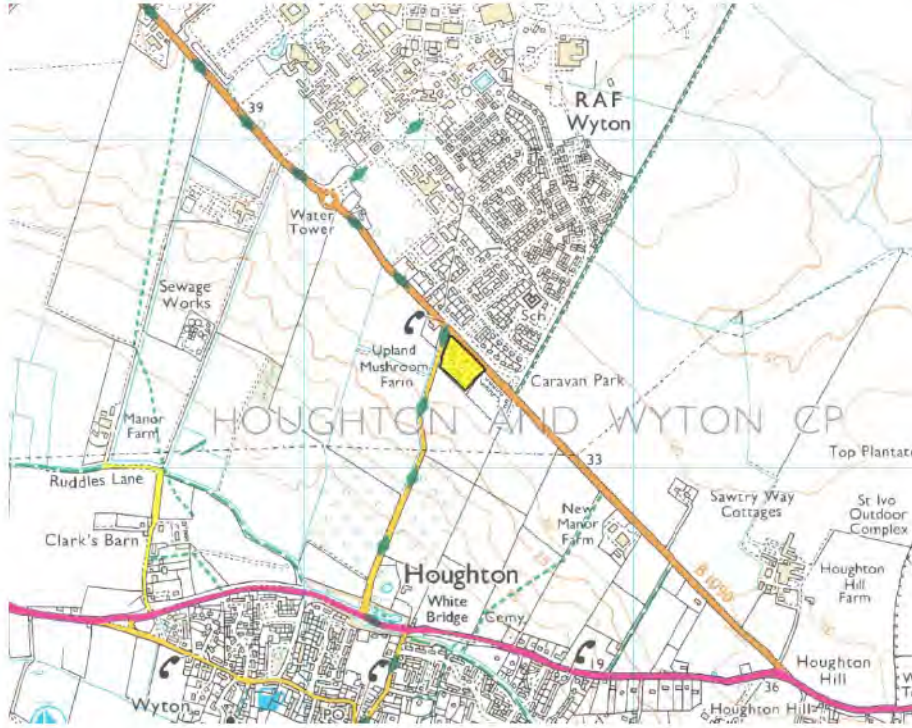 RAF
Wyton
39
Water
Tower
Sewage
Works
Sch
Upland
Mushroom
Farm
Caravan Park
HOUGHTON AND WYTON CP
Manor
Farm
33
Top Plantat
Ruddles Lane
New
Manor
Farm
Sawtry Way
Cottages
St Ivo
Outdoor
Complex
Clark's Barn
Houghton
B 1090
Houghton
Hill Farm
White
Bridge
Cemy
19
Houghton
Hill
36
Wyton
PO
Houghton Hill